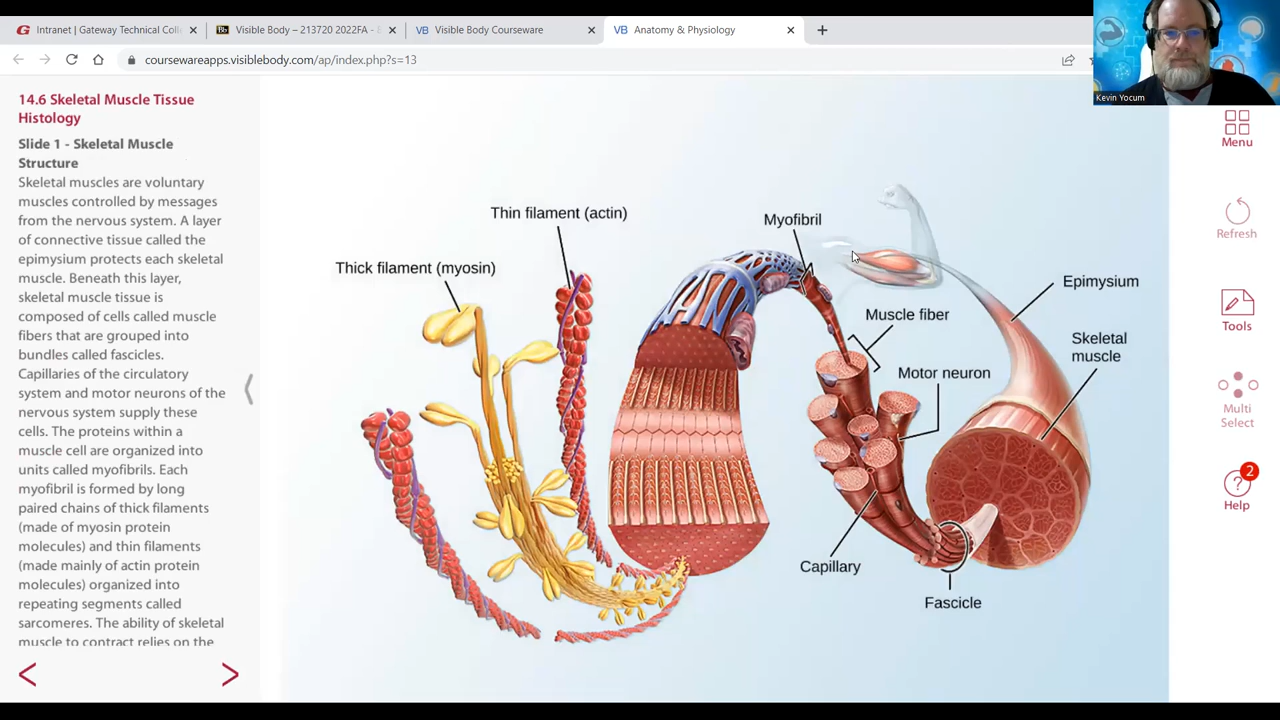 Intranet | Gateway Technical Coll
Visible Body – 213720 2022FA -
VB Visible Body Courseware
VB Anatomy & Physiology
coursewareapps.visiblebody.com/ap/index.php?s=13
Kevin Yocum
14.6 Skeletal Muscle Tissue
Histology
Slide 1 - Skeletal Muscle
Structure
Skeletal muscles are voluntary
muscles controlled by messages
from the nervous system. A layer
of connective tissue called the
epimysium protects each skeletal
muscle. Beneath this layer,
skeletal muscle tissue is
composed of cells called muscle
fibers that are grouped into
bundles called fascicles.
Capillaries of the circulatory
system and motor neurons of the
nervous system supply these
cells. The proteins within a
muscle cell are organized into
units called myofibrils. Each
myofibril is formed by long
paired chains of thick filaments
(made of myosin protein
molecules) and thin filaments
(made mainly of actin protein
molecules) organized into
repeating segments called
sarcomeres. The ability of skeletal
muscle to contract relies on the
Thin filament (actin)
Thick filament (myosin)
Myofibril
Muscle fiber
Motor neuron
Epimysium
Skeletal
muscle
Capillary
Fascicle
Menu
Refresh
Tools
Multi
Select
2
Help